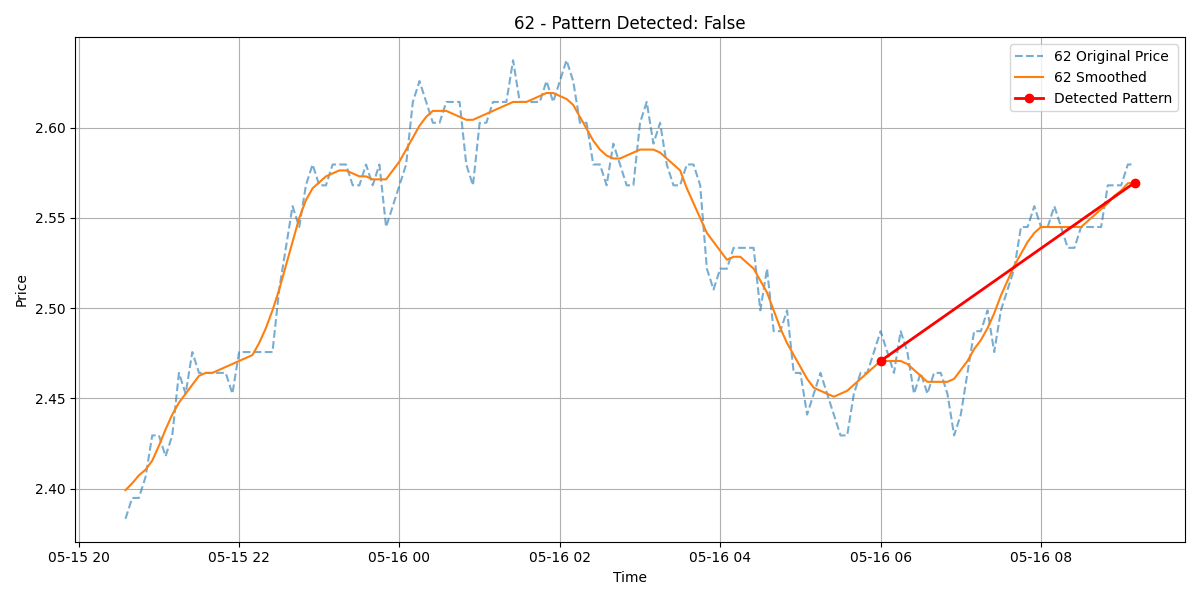 62 - Pattern Detected: False
62 Original Price
62 Smoothed
Detected Pattern
Price
2.60
2.55
2.50
2.45
2.40
05-15 20
05-15 22
05-16 00
05-16 02
05-16 04
05-16 06
05-16 08
Time